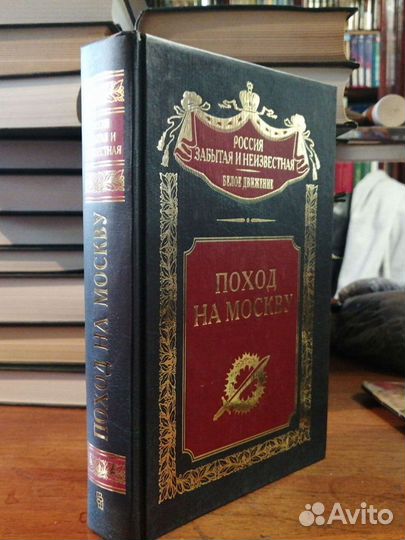 РОССИЯ
ЗАБЫТАЯ И НЕИЗВЕСТНАЯ
БЕЛОЕ ДВИЖЕНИЕ
ПОХОД
НА МОСКВУ
ПОХОД НА МОСКВУ
Avito